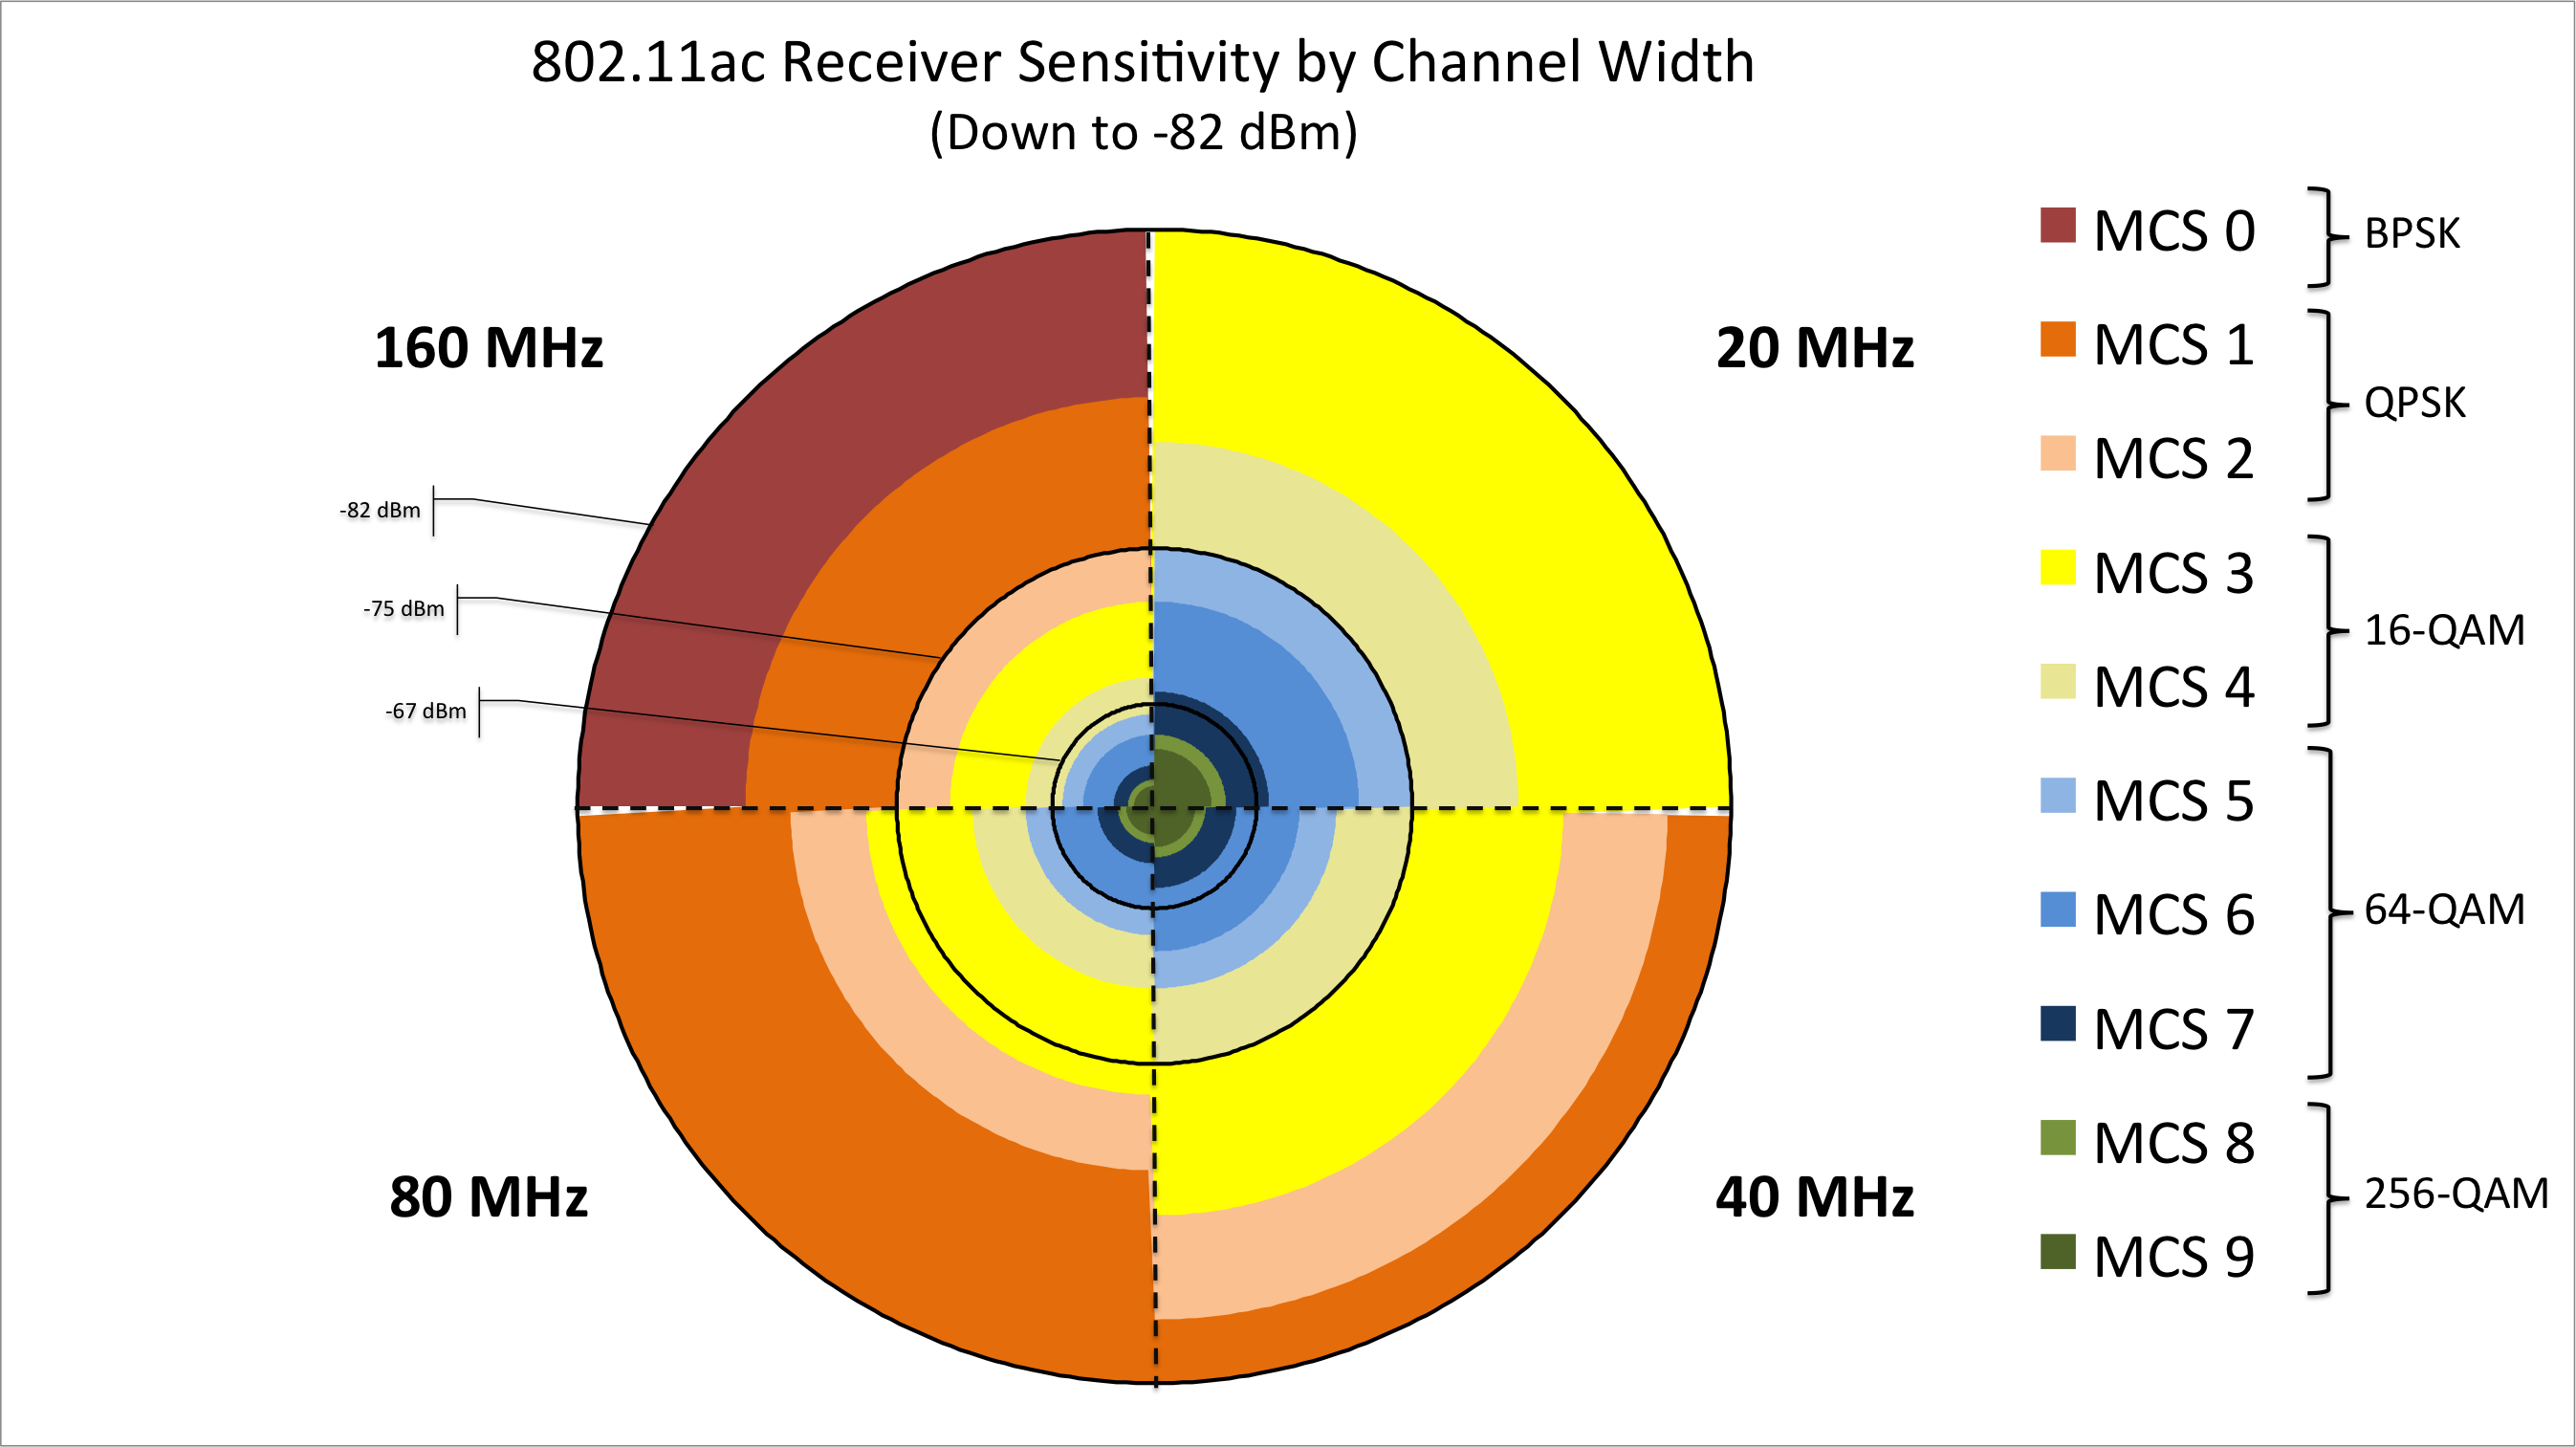 802.11ac Receiver Sensitivity by Channel Width
(Down to -82 dBm)
160 MHz
20 MHz
-82 dBm
-75 dBm
-67 dBm
80 MHz
40 MHz
MCS 0
BPSK
MCS 1
QPSK
MCS 2
MCS 3
16-QAM
MCS 4
MCS 5
64-QAM
MCS 6
MCS 7
MCS 8
256-QAM
MCS 9